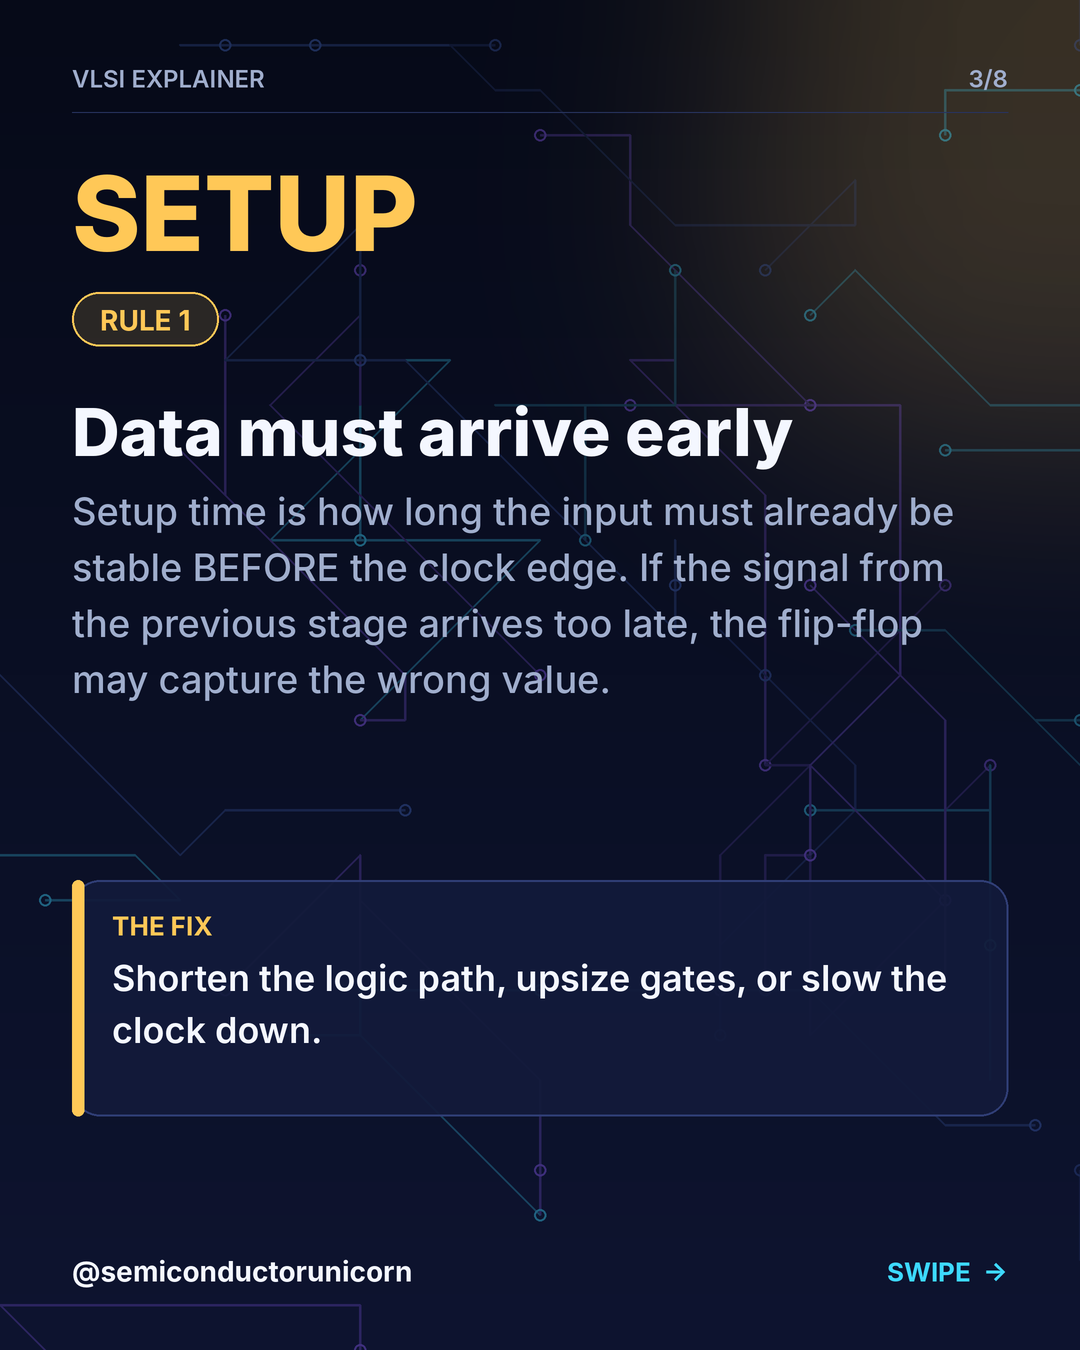 VLSI EXPLAINER
3/8
SETUP
RULE 1
Data must arrive early
Setup time is how long the input must already be
stable BEFORE the clock edge. If the signal from
the previous stage arrives too late, the flip-flop
may capture the wrong value.
THE FIX
Shorten the logic path, upsize gates, or slow the
clock down.
@semiconductorunicorn
SWIPE →